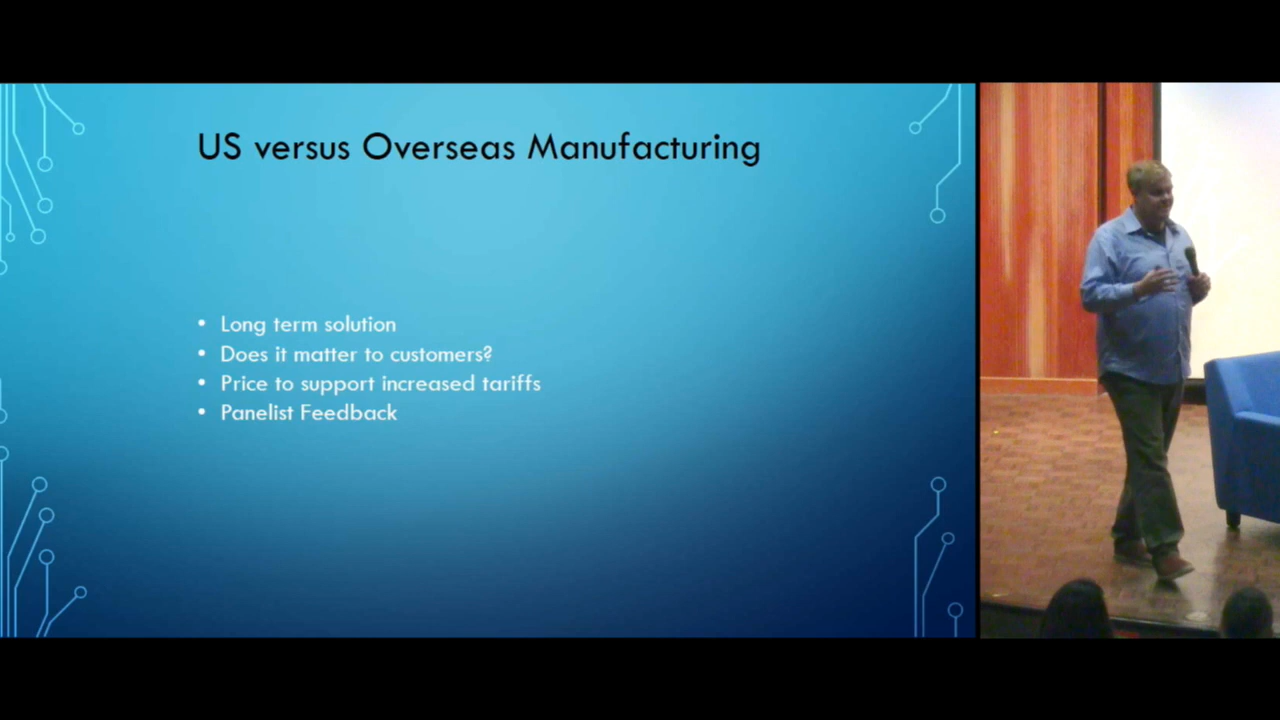 US versus Overseas Manufacturing
• Long term solution
• Does it matter to customers?
• Price to support increased tariffs
• Panelist Feedback